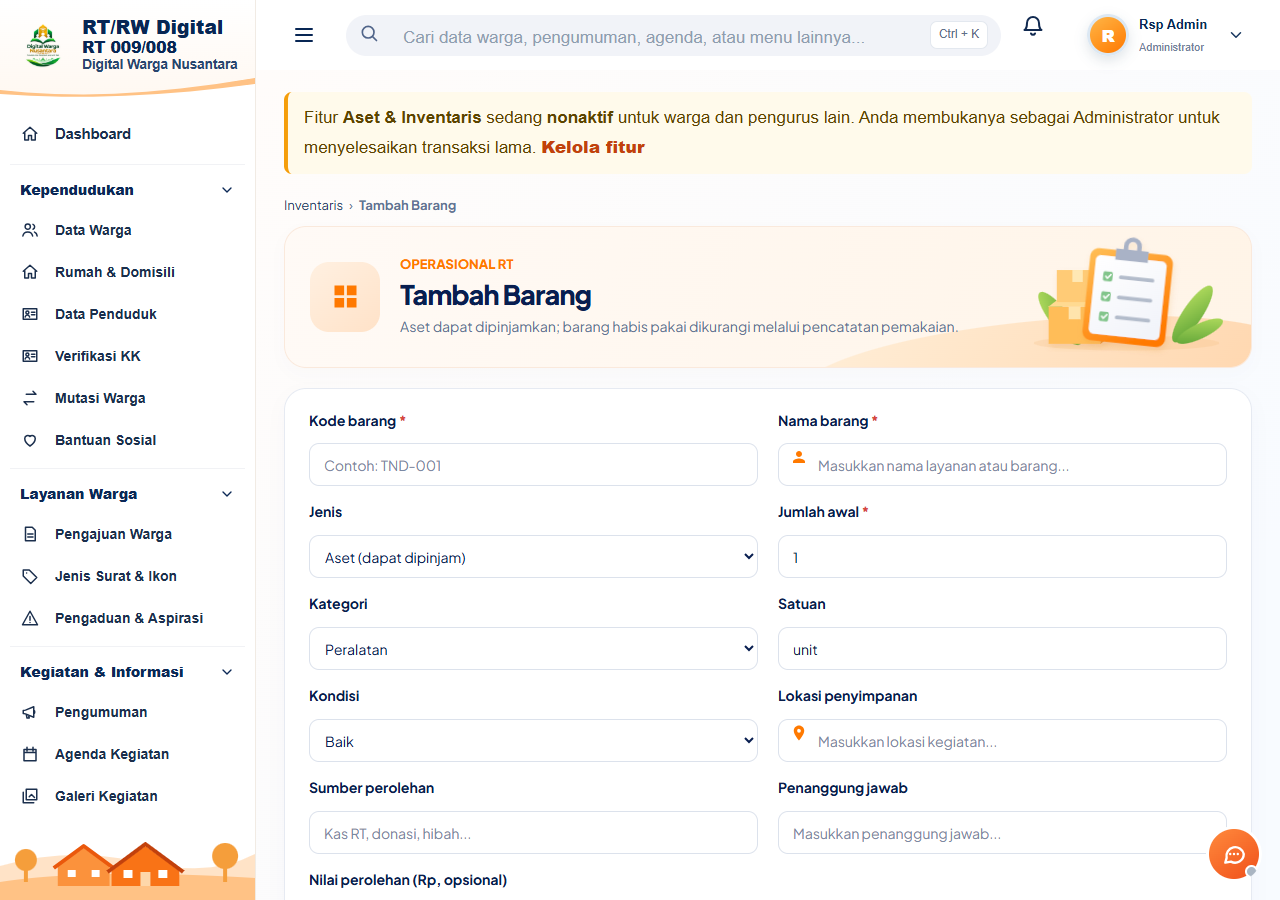 RT/RW Digital
RT 009/008
Digital Warga Nusantara
Cari data warga, pengumuman, agenda, atau menu lainnya...
Ctrl + K
R
Rsp Admin
Administrator
Dashboard
Kependudukan
Data Warga
Rumah & Domisili
Data Penduduk
Verifikasi KK
Mutasi Warga
Bantuan Sosial
Layanan Warga
Pengajuan Warga
Jenis Surat & Ikon
Pengaduan & Aspirasi
Kegiatan & Informasi
Pengumuman
Agenda Kegiatan
Galeri Kegiatan
Fitur Aset & Inventaris sedang nonaktif untuk warga dan pengurus lain. Anda membukanya sebagai Administrator untuk
menyelesaikan transaksi lama. Kelola fitur
Inventaris › Tambah Barang
OPERASIONAL RT
Tambah Barang
Aset dapat dipinjamkan; barang habis pakai dikurangi melalui pencatatan pemakaian.
Kode barang *
Contoh: TND-001
Nama barang *
Masukkan nama layanan atau barang...
Jenis
Aset (dapat dipinjam)
Jumlah awal *
1
Kategori
Peralatan
Satuan
unit
Kondisi
Baik
Lokasi penyimpanan
Masukkan lokasi kegiatan...
Sumber perolehan
Kas RT, donasi, hibah...
Penanggung jawab
Masukkan penanggung jawab...
Nilai perolehan (Rp, opsional)